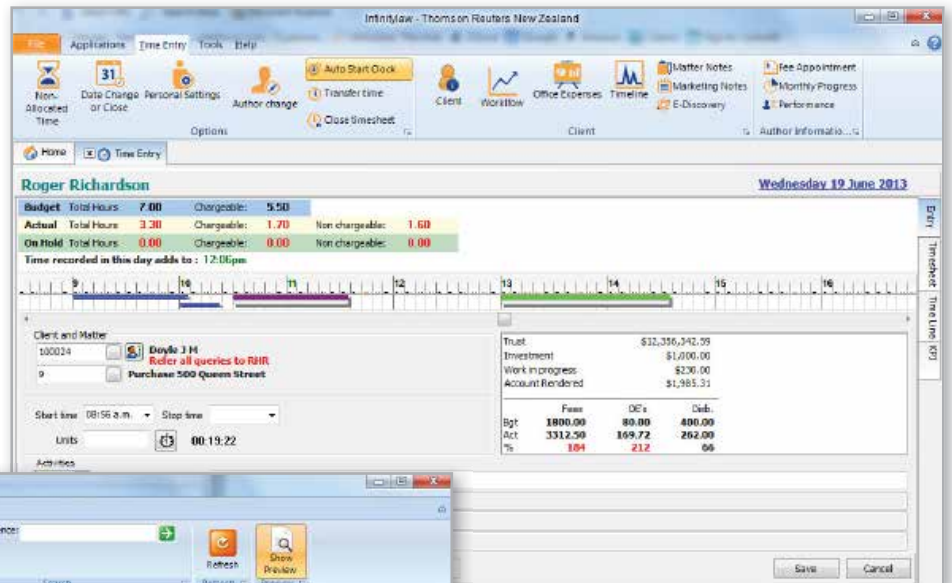 Infinitylaw - Thomson Reuters New Zealand
File Applications Time Entry Tools Help
Non-Allocated Time
Date Change or Close
Personal Settings
Author change
Auto Start Clock
Transfer time
Close timesheet
Client
Workflow
Office Expenses
Timeline
Matter Notes
Marketing Notes
E-Discovery
Fee Appointment
Monthly Progress
Performance
Options
Client
Author Informatio...
Home Time Entry
Roger Richardson Wednesday 19 June 2013
Budget Total Hours 7.00 Chargeable: 5.50
Actual Total Hours 3.30 Chargeable: 1.70 Non chargeable: 1.60
On Hold Total Hours 0.00 Chargeable: 0.00 Non chargeable: 0.00
Time recorded in this day adds to : 12:06pm
9 10 11 12 13 14 15 16
Entry
Timesheet
Time Line
KPI
Client and Matter
100024 Doyle J M
Refer all queries to RHR
9 Purchase 500 Queen Street
Start time 08:56 a.m. Stop time
Units 00:19:22
Activities
Trust $12,356,342.59
Investment $1,000.00
Work in progress $230.00
Account Rendered $1,985.31
Fees OE's Disb.
Bgt 1800.00 80.00 400.00
Act 3312.50 169.72 262.00
% 184 212 66
Refresh
Show Preview
Search
Save Cancel